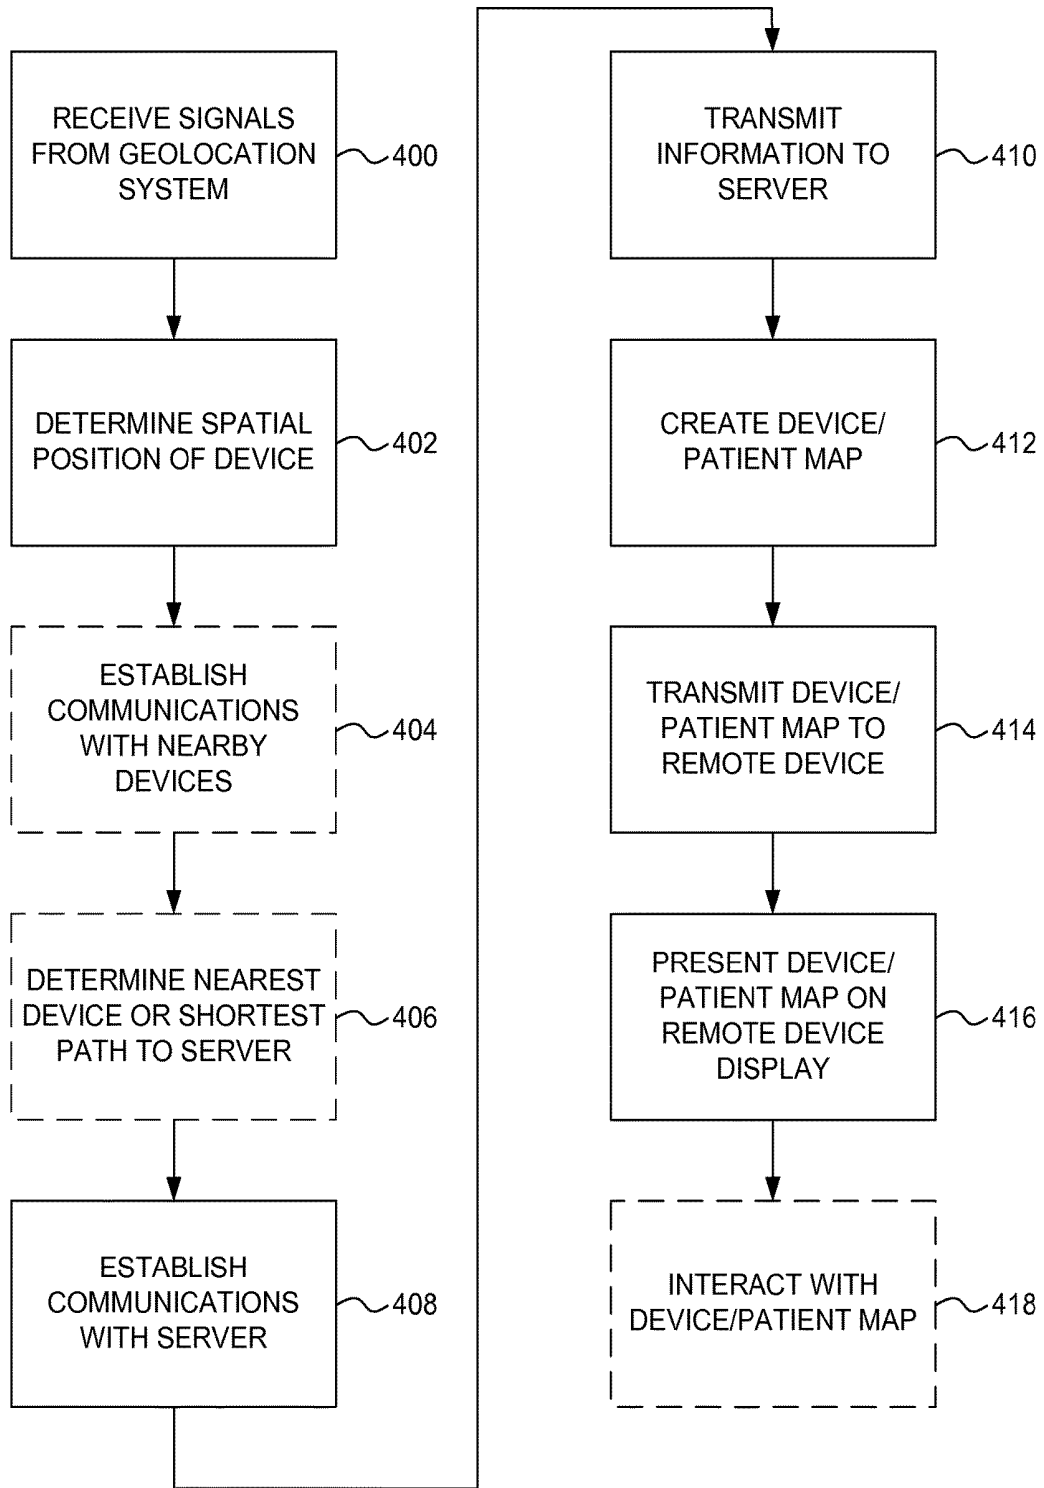 RECEIVE SIGNALS
FROM GEOLOCATION
SYSTEM
400
DETERMINE SPATIAL
POSITION OF DEVICE
402
ESTABLISH
COMMUNICATIONS
WITH NEARBY
DEVICES
404
DETERMINE NEAREST
DEVICE OR SHORTEST
PATH TO SERVER
406
ESTABLISH
COMMUNICATIONS
WITH SERVER
408
TRANSMIT
INFORMATION TO
SERVER
410
CREATE DEVICE/
PATIENT MAP
412
TRANSMIT DEVICE/
PATIENT MAP TO
REMOTE DEVICE
414
PRESENT DEVICE/
PATIENT MAP ON
REMOTE DEVICE
DISPLAY
416
INTERACT WITH
DEVICE/PATIENT MAP
418